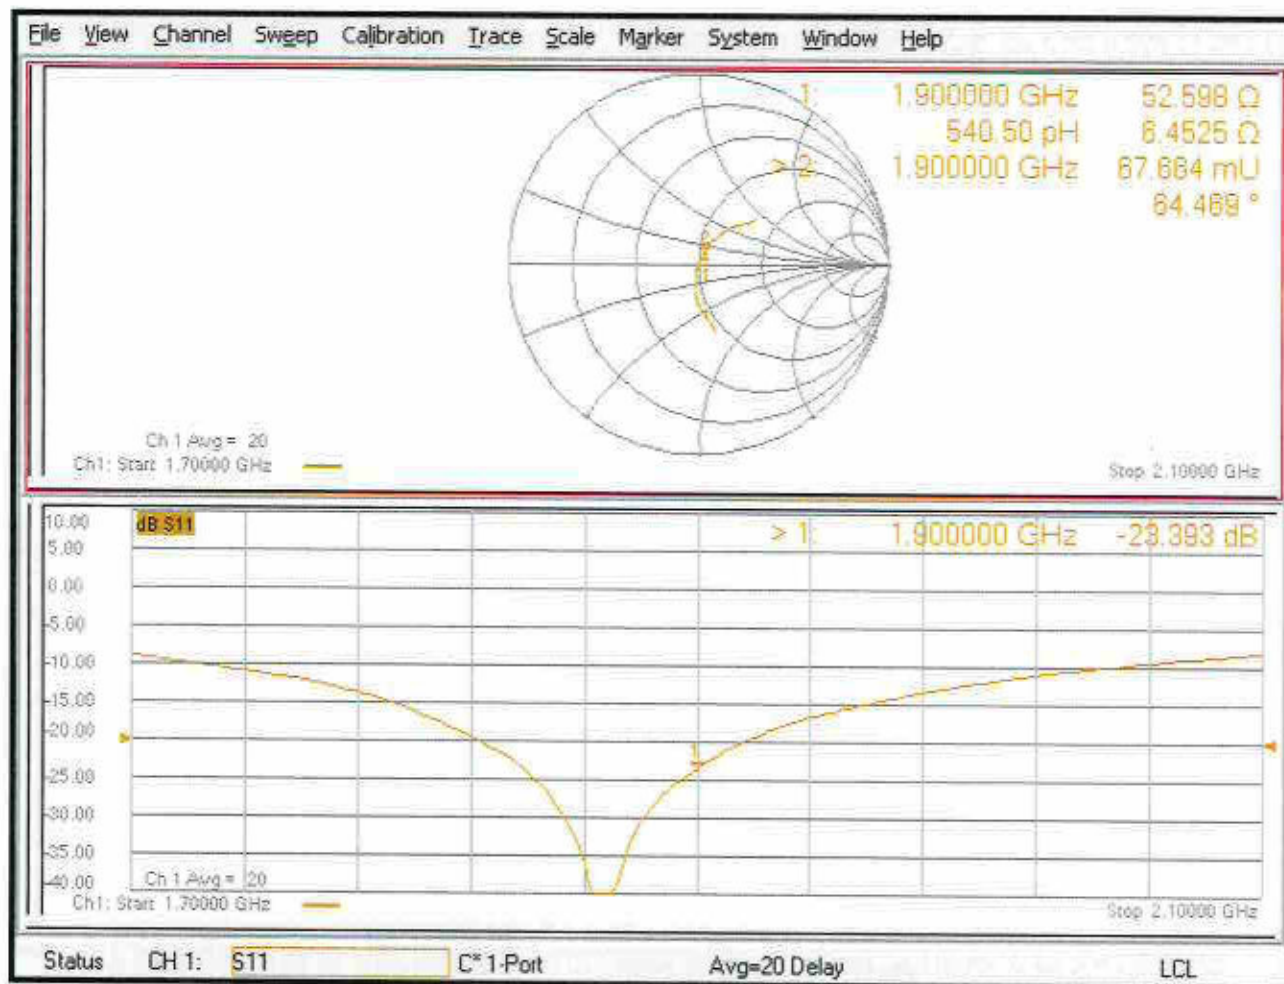 File View Channel Sweep Calibration Trace Scale Marker System Window Help
1: 1.900000 GHz 52.598 Ω
540.50 pH 6.4525 Ω
> 2: 1.900000 GHz 67.684 mU
64.469 °
Ch 1 Avg = 20
Ch1: Start 1.70000 GHz
Stop 2.10000 GHz
10.00
dB S11
> 1: 1.900000 GHz -23.393 dB
5.00
0.00
-5.00
-10.00
-15.00
-20.00
1
-25.00
-30.00
-35.00
-40.00
Ch 1 Avg = 20
Ch1: Start 1.70000 GHz
Stop 2.10000 GHz
Status CH 1: S11 C* 1-Port Avg=20 Delay LCL